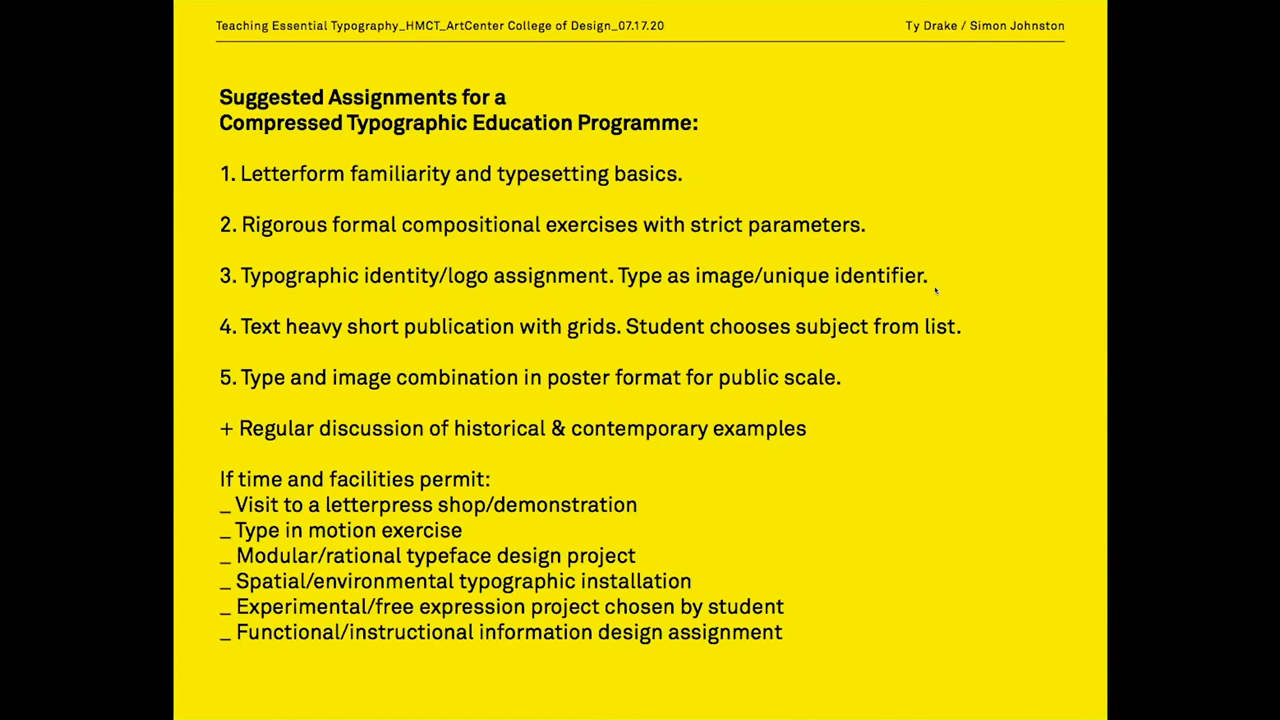 Teaching Essential Typography_HMCT_ArtCenter College of Design_07.17.20
Ty Drake / Simon Johnston
Suggested Assignments for a
Compressed Typographic Education Programme:
1. Letterform familiarity and typesetting basics.
2. Rigorous formal compositional exercises with strict parameters.
3. Typographic identity/logo assignment. Type as image/unique identifier.
4. Text heavy short publication with grids. Student chooses subject from list.
5. Type and image combination in poster format for public scale.
+ Regular discussion of historical & contemporary examples
If time and facilities permit:
_ Visit to a letterpress shop/demonstration
_ Type in motion exercise
_ Modular/rational typeface design project
_ Spatial/environmental typographic installation
_ Experimental/free expression project chosen by student
_ Functional/instructional information design assignment